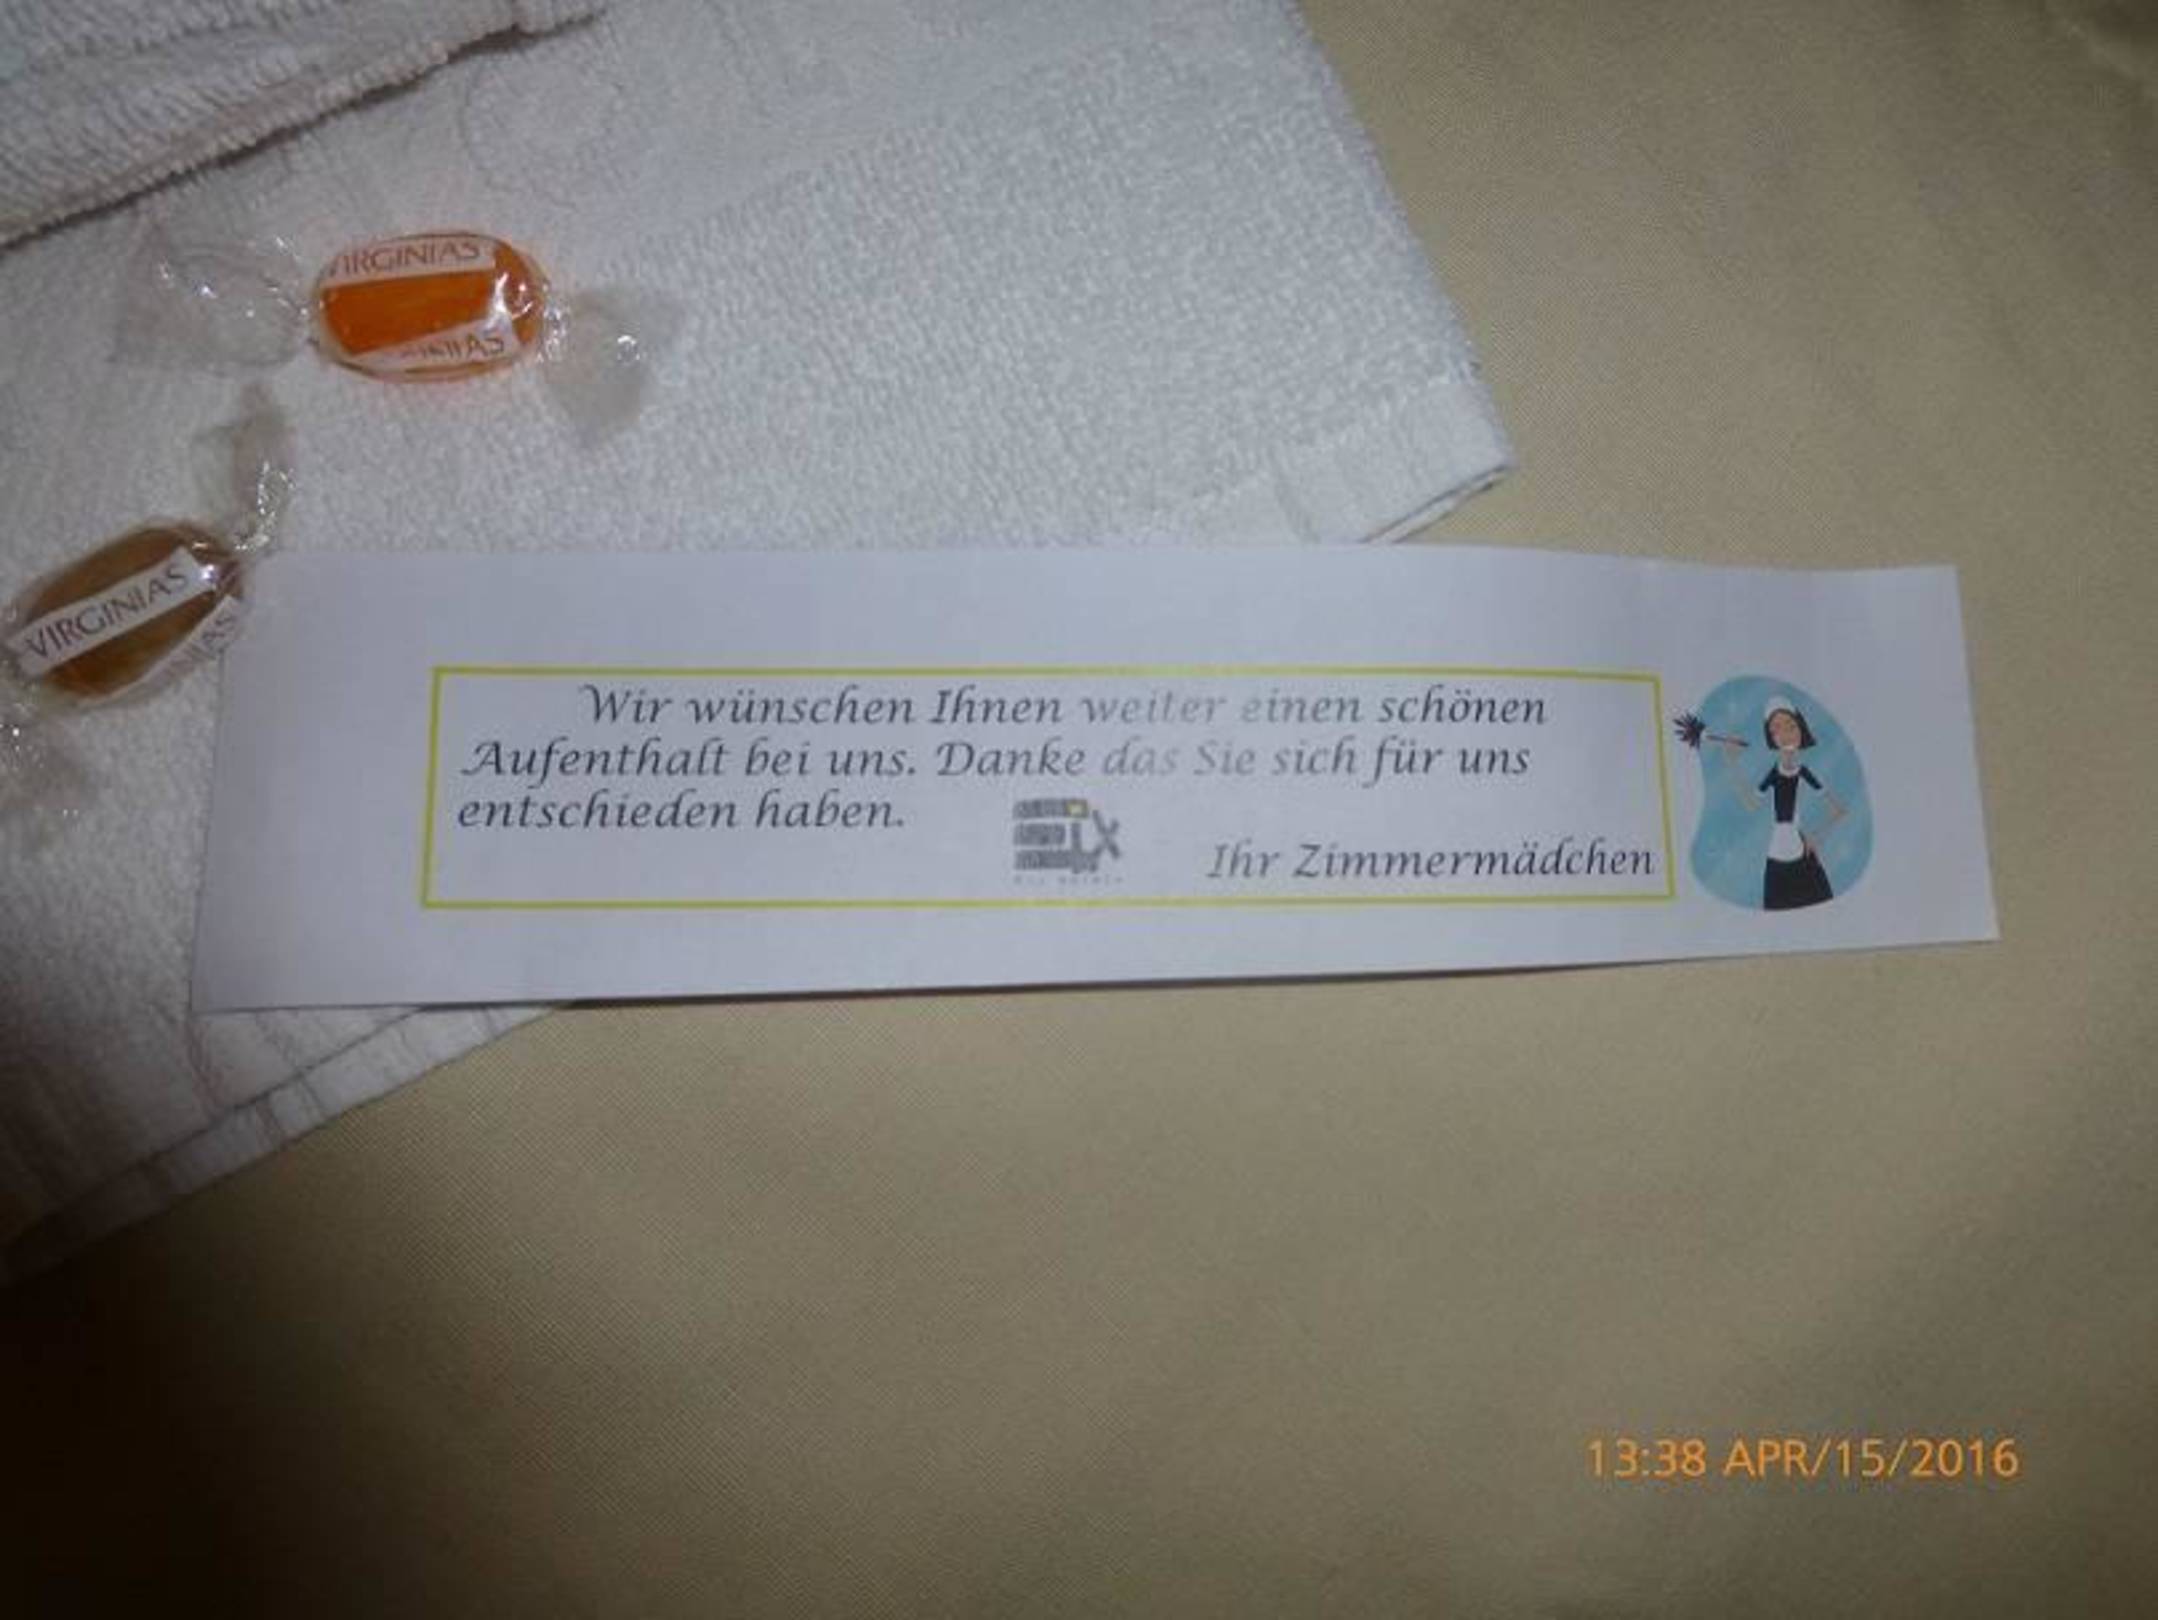 VIRGINIAS
VIRGINIAS
Wir wünschen Ihnen weiter einen schönen
Aufenthalt bei uns. Danke das Sie sich für uns
entschieden haben.
Ihr Zimmermädchen
13:38 APR/15/2016